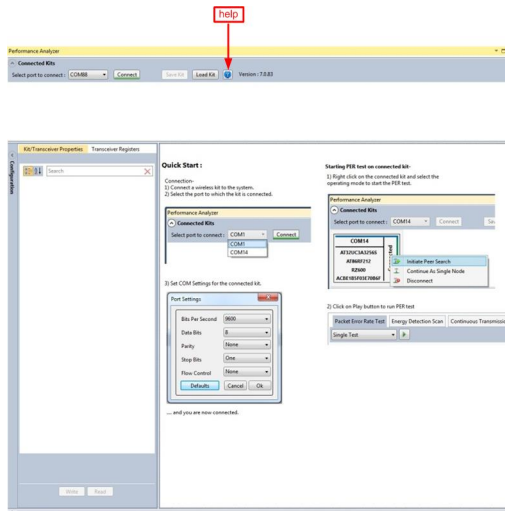 help
Performance Analyzer
Connected Kits
Select port to connect : COM88 Connect Save Kit Load Kit ? Version : 7.0.83
Kit/Transceiver Properties Transceiver Registers
Configuration
Search
Quick Start :
Connection-
1) Connect a wireless kit to the system.
2) Select the port to which the kit is connected.
Performance Analyzer
Connected Kits
Select port to connect : COM1 Connect
COM1
COM14
3) Set COM Settings for the connected kit.
Port Settings
Bits Per Second 9600
Data Bits 8
Parity None
Stop Bits One
Flow Control None
Defaults Cancel Ok
.... and you are now connected.
Starting PER test on connected kit-
1) Right click on the connected kit and select the
operating mode to start the PER test.
Performance Analyzer
Connected Kits
Select port to connect : COM14 Connect
COM14
AT32UC3A3256S
AT86RF212
RZ600
Initiate Peer Search
Continue As Single Node
Disconnect
2) Click on Play button to run PER test
Packet Error Rate Test Energy Detection Scan Continuous Transmissio
Single Test
Write Read